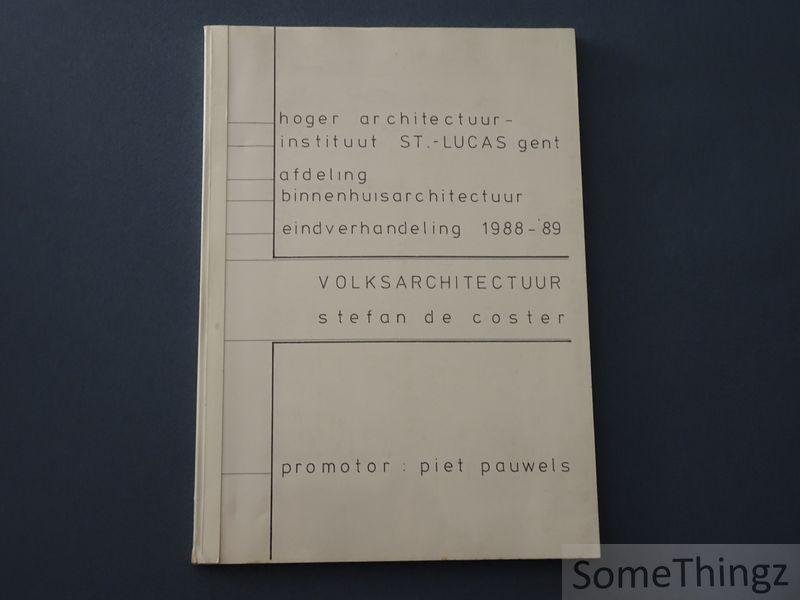 hoger architectuur-
instituut ST.-LUCAS gent
afdeling
binnenhuisarchitectuur
eindverhandeling 1988-'89
VOLKSARCHITECTUUR
stefan de coster
promotor : piet pauwels
SomeThingz